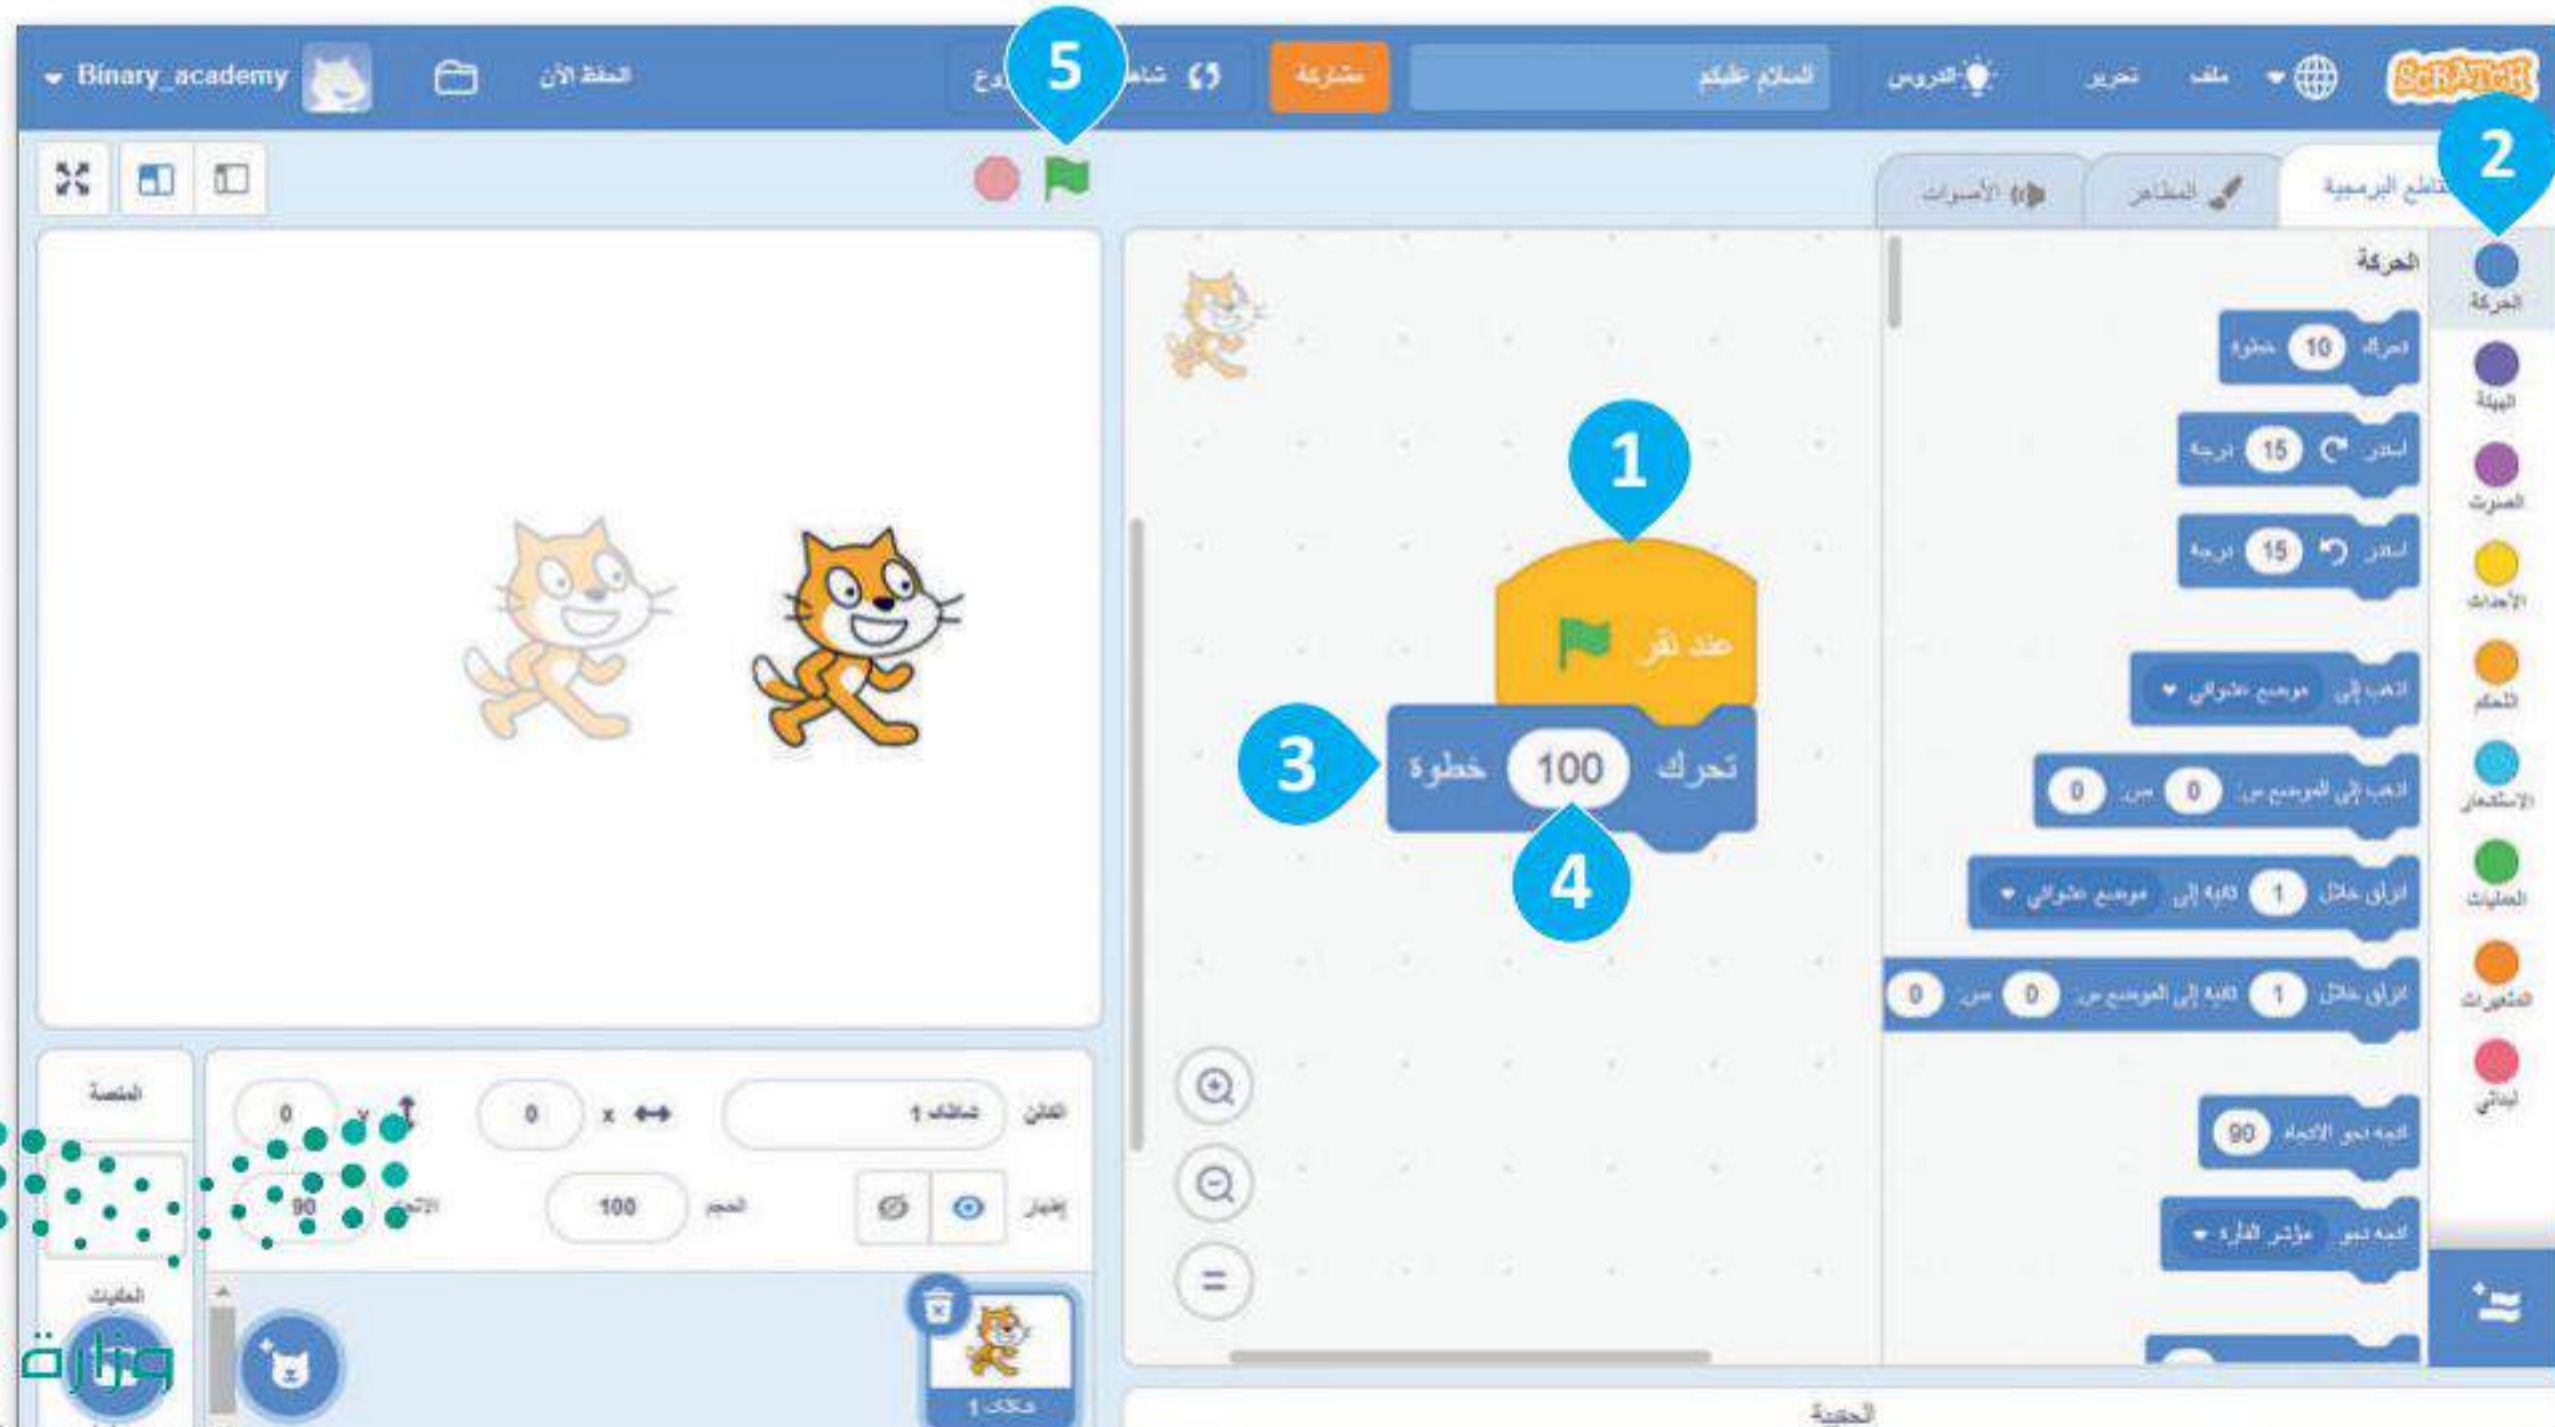 SCRATCH ملف تحرير الدروس السلام عليكم مشاركة الحفظ الآن Binary_academy
5
2
البرمجية المظاهر الأصوات
الحركة
الحركة
الهيئة
الصوت
الأحداث
التحكم
الاستشعار
العمليات
المتغيرات
لبناتي
تحرك 10 خطوة
استدر 15 درجة
استدر 15 درجة
اذهب إلى موضع عشوائي
اذهب إلى الموضع س: 0 ص: 0
انزلق خلال 1 ثانية إلى موضع عشوائي
انزلق خلال 1 ثانية إلى الموضع س: 0 ص: 0
اتجه نحو الاتجاه 90
اتجه نحو مؤشر الفأرة
1
عند نقر
3
تحرك 100 خطوة
4
=
الكائن 1 x 0 y 0
إظهار الحجم 100 90
1
المنصة
الخلفيات
وزارة
الحقيبة